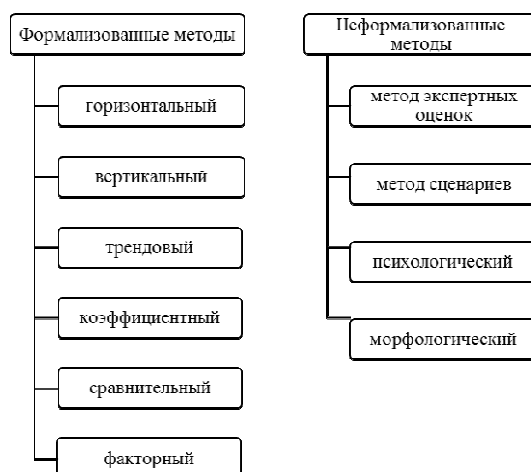 Формализованные методы
горизонтальный
вертикальный
трендовый
коэффициентный
сравнительный
факторный
Неформализованные
методы
метод экспертных
оценок
метод сценариев
психологический
морфологический